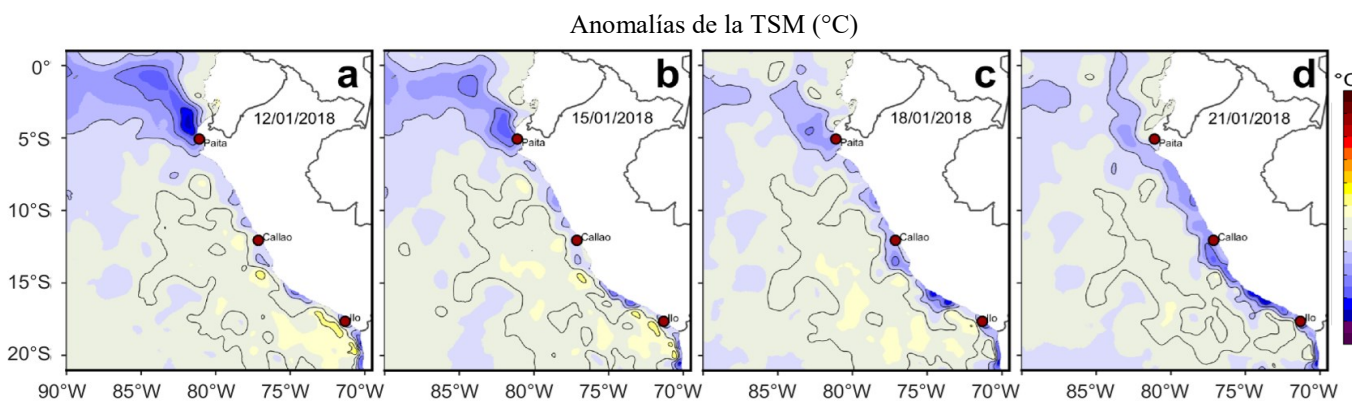 Anomalías de la TSM (°C)
a b c d
°C
12/01/2018 15/01/2018 18/01/2018 21/01/2018
Paita Paita Paita Paita
Callao Callao Callao Callao
Ilo Ilo Ilo Ilo
0°
5°S
10°S
15°S
20°S
90°W 85°W 80°W 75°W 70°W 85°W 80°W 75°W 70°W 85°W 80°W 75°W 70°W 85°W 80°W 75°W 70°W